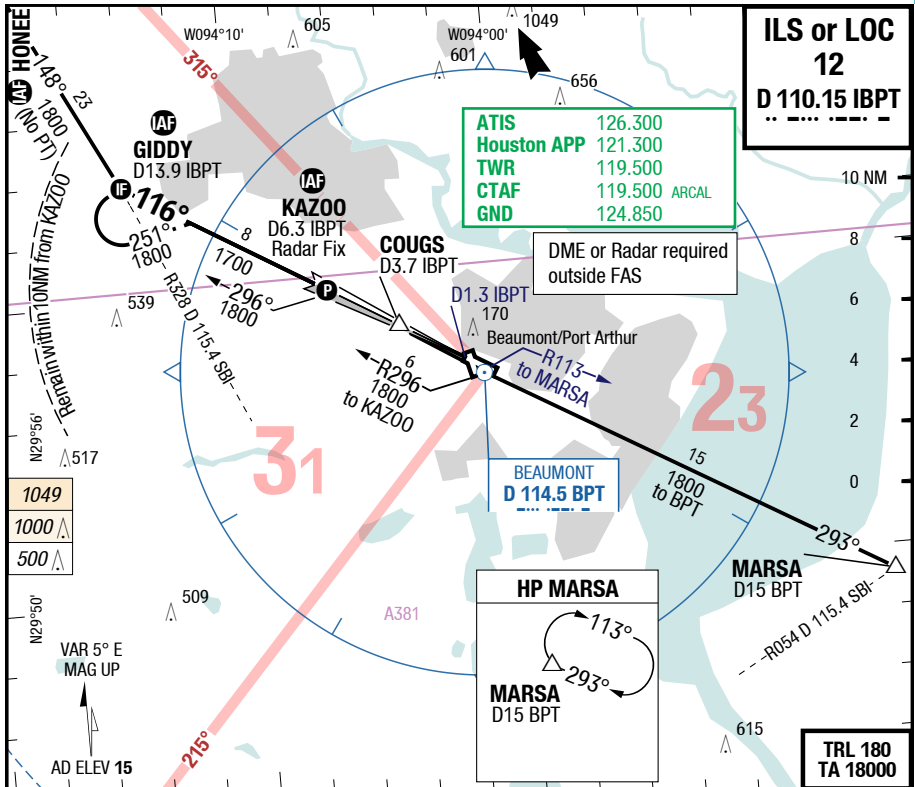 ILS or LOC
12
D 110.15 IBPT
IAF HONEE
148°
23
1800
(No PT)
W094°10'
605
W094°00'
601
1049
656
315°
IAF
GIDDY
D13.9 IBPT
IF
116°
251°
1800
IAF
KAZOO
D6.3 IBPT
Radar Fix
P
8
1700
296°
1800
COUGS
D3.7 IBPT
ATIS 126.300
Houston APP 121.300
TWR 119.500
CTAF 119.500 ARCAL
GND 124.850
DME or Radar required
outside FAS
10 NM
8
6
4
2
0
Remain within 10NM from KAZOO
R328 D 115.4 SBI
539
D1.3 IBPT
170
Beaumont/Port Arthur
R113
to MARSA
6
R296
1800
to KAZOO
31
23
N29°56'
517
1049
1000
500
BEAUMONT
D 114.5 BPT
15
1800
to BPT
293°
MARSA
D15 BPT
R054 D 115.4 SBI
N29°50'
509
A381
HP MARSA
113°
293°
MARSA
D15 BPT
VAR 5° E
MAG UP
AD ELEV 15
215°
615
TRL 180
TA 18000